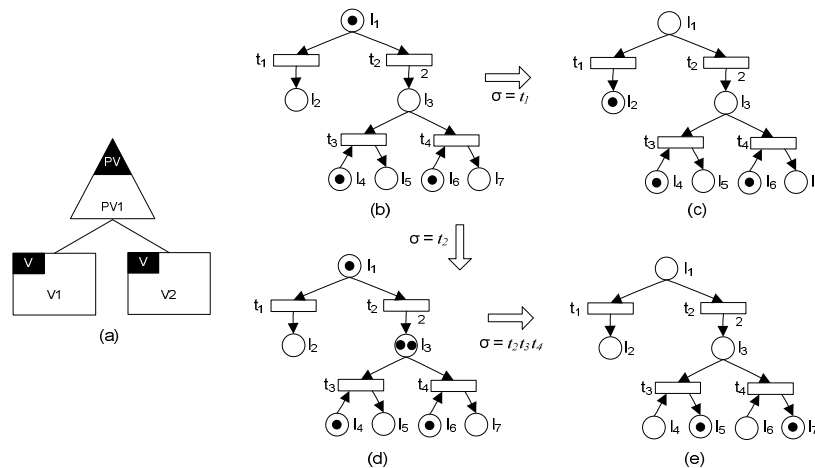 PV
PV1
V
V1
V
V2
(a)
l1
t1
t2
2
l2
l3
t3
t4
l4
l5
l6
l7
(b)
σ = t1
l1
t1
t2
2
l2
l3
t3
t4
l4
l5
l6
l
(c)
σ = t2
l1
t1
t2
2
l2
l3
t3
t4
l4
l5
l6
l7
(d)
σ = t2t3t4
l1
t1
t2
2
l2
l3
t3
t4
l4
l5
l6
l7
(e)